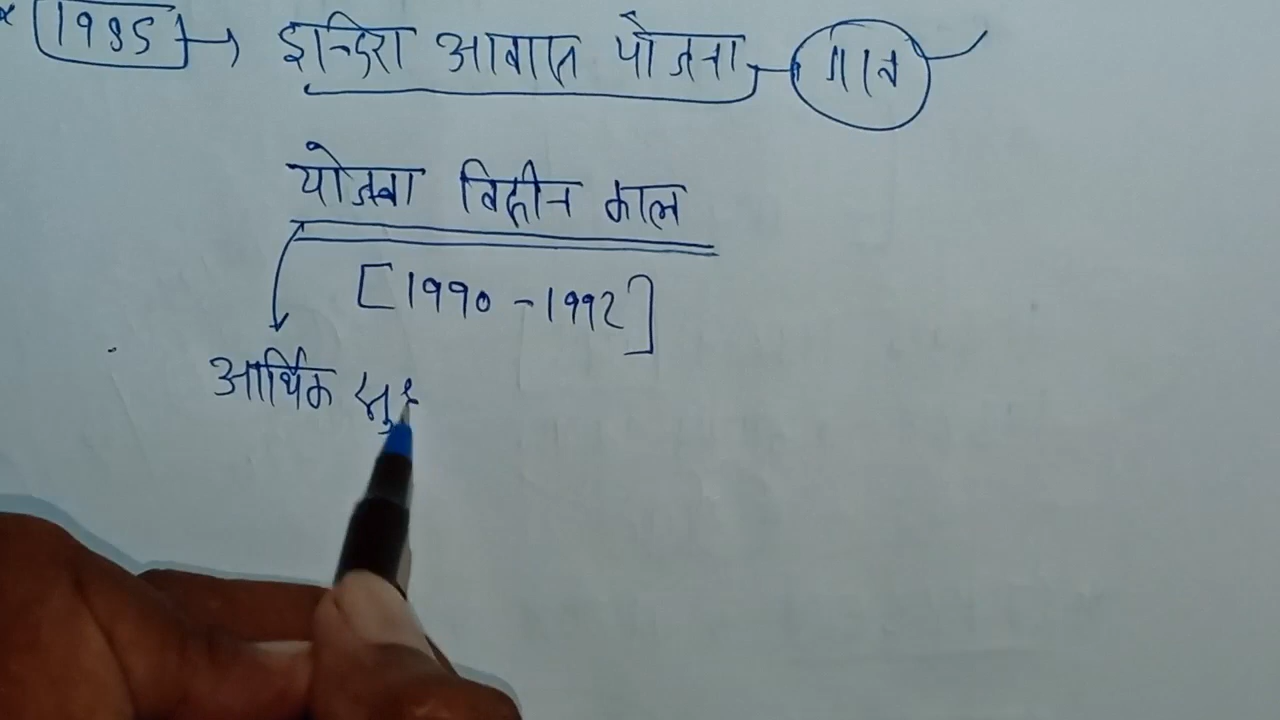 1985 → इन्दिरा आवास योजना - गाव
योजना विहीन काल
[1990-1992]
आर्थिक